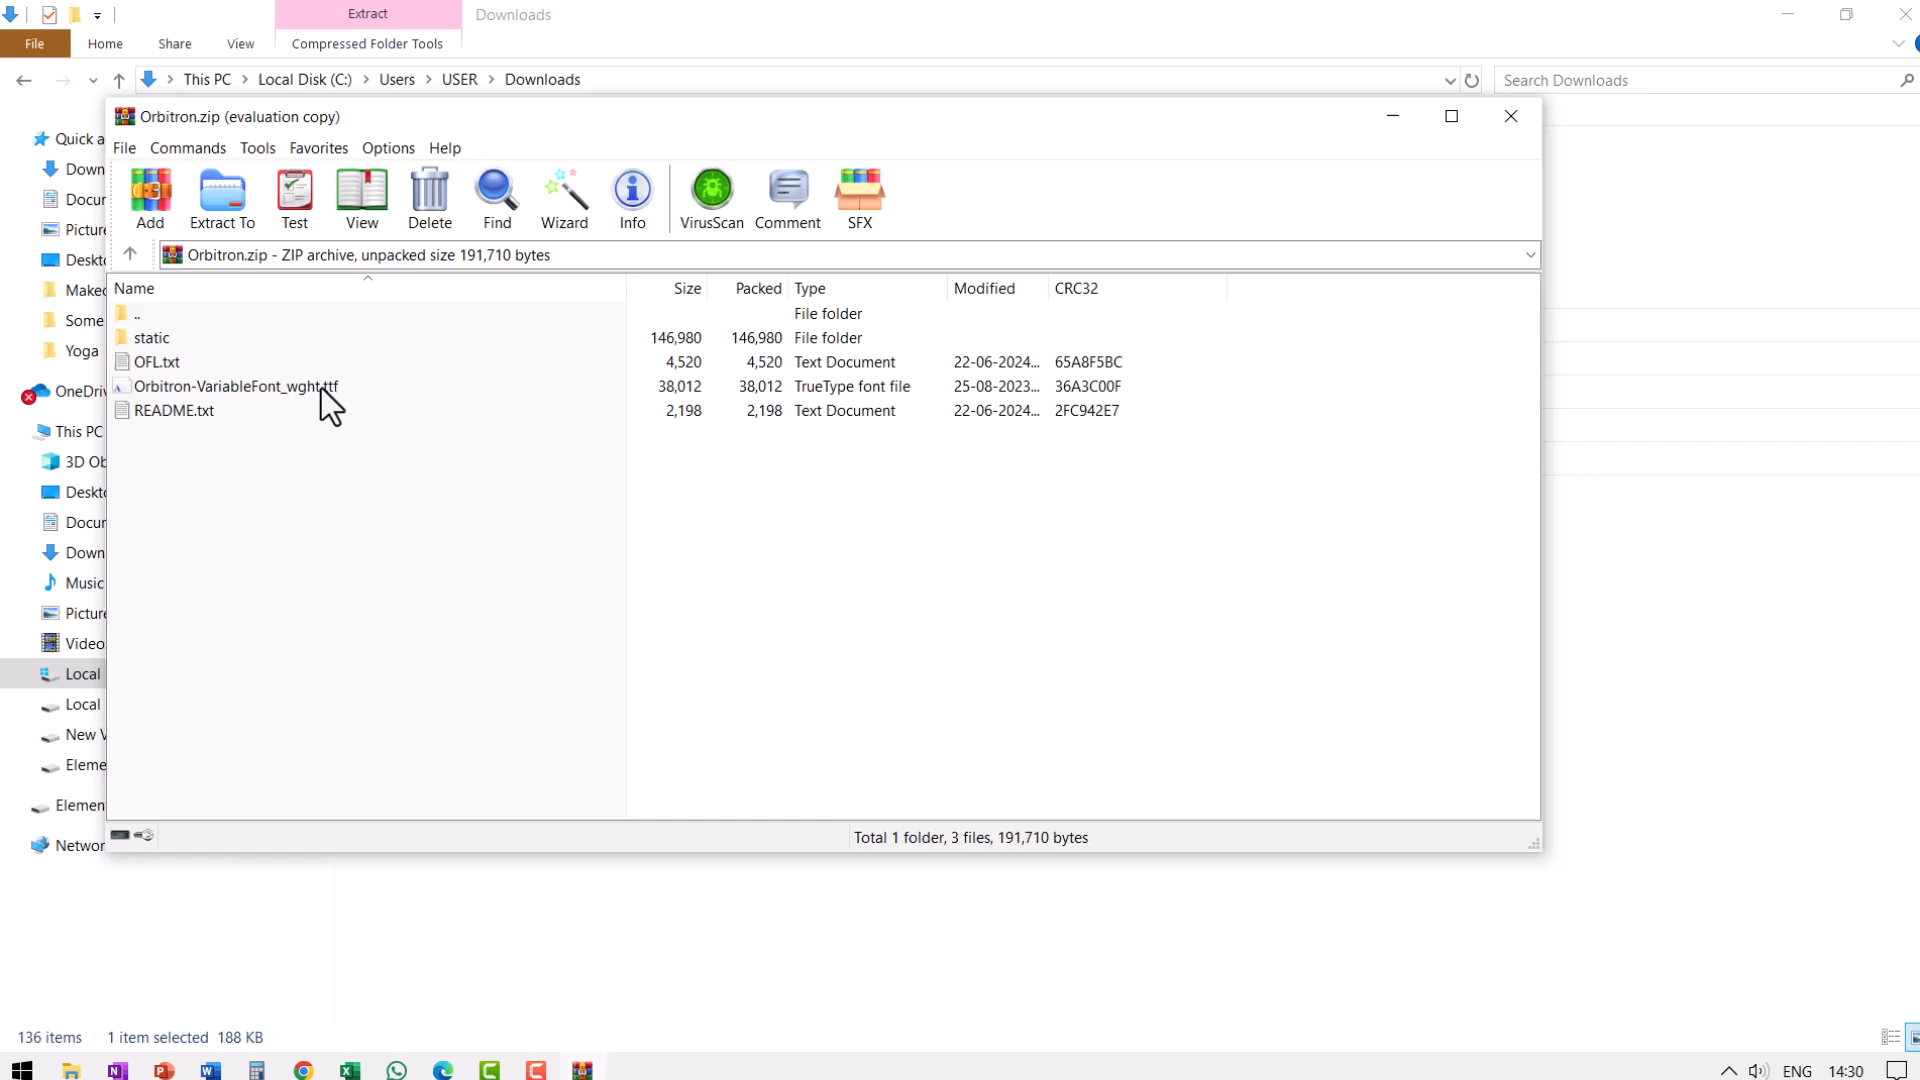 Extract
Downloads
File
Home
Share
View
Compressed Folder Tools
This PC > Local Disk (C:) > Users > USER > Downloads
Search Downloads
Orbitron.zip (evaluation copy)
File Commands Tools Favorites Options Help
Add Extract To Test View Delete Find Wizard Info VirusScan Comment SFX
Orbitron.zip - ZIP archive, unpacked size 191,710 bytes
Name Size Packed Type Modified CRC32
.. File folder
static 146,980 146,980 File folder
OFL.txt 4,520 4,520 Text Document 22-06-2024... 65A8F5BC
Orbitron-VariableFont_wght.ttf 38,012 38,012 TrueType font file 25-08-2023... 36A3C00F
README.txt 2,198 2,198 Text Document 22-06-2024... 2FC942E7
Total 1 folder, 3 files, 191,710 bytes
Quick a
Down
Docur
Picture
Deskto
Maked
Some
Yoga
OneDriv
This PC
3D Ob
Deskto
Docur
Down
Music
Picture
Video
Local
Local
New V
Eleme
Elemen
Networ
136 items 1 item selected 188 KB
ENG 14:30